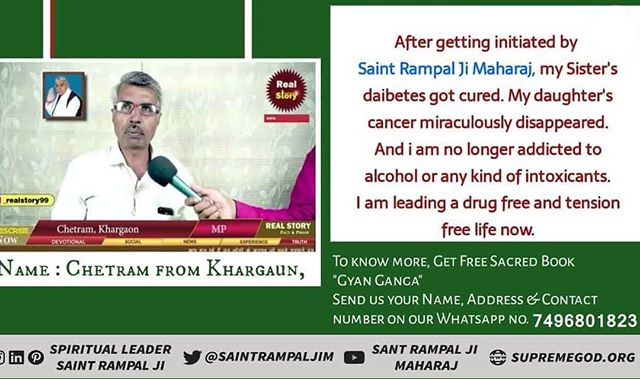 After getting initiated by
Saint Rampal Ji Maharaj, my Sister's
daibetes got cured. My daughter's
cancer miraculously disappeared.
And i am no longer addicted to
alcohol or any kind of intoxicants.
I am leading a drug free and tension
free life now.
Real
Story
_realstory99
Chetram, Khargaon MP
REAL STORY
FACT & PROOF
SUBSCRIBE
NOW
DEVOTIONAL SOCIAL NEWS EXPERIENCE TRUTH
NAME : CHETRAM FROM KHARGAUN,
TO KNOW MORE, GET FREE SACRED BOOK
"GYAN GANGA"
SEND US YOUR NAME, ADDRESS & CONTACT
NUMBER ON OUR WHATSAPP NO. 7496801823
SPIRITUAL LEADER
SAINT RAMPAL JI
@SAINTRAMPALJIM
SANT RAMPAL JI
MAHARAJ
SUPREMEGOD.ORG